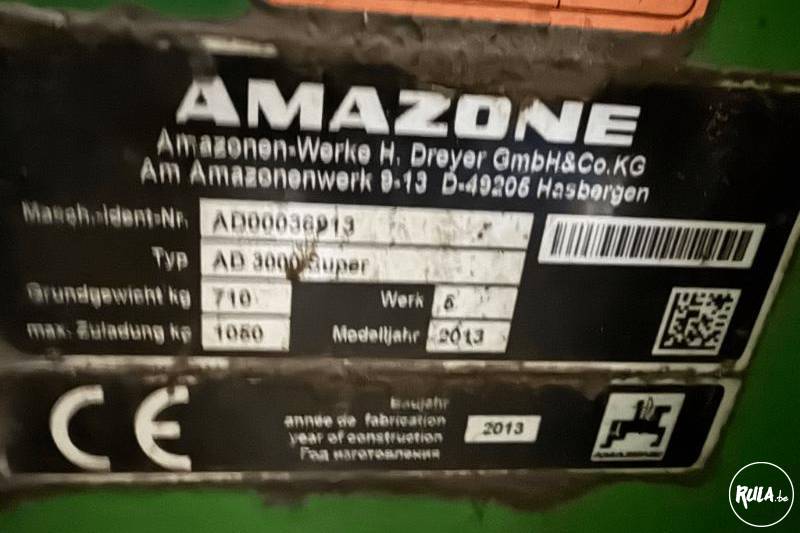 AMAZONE
Amazonen-Werke H. Dreyer GmbH&Co.KG
Am Amazonenwerk 9-13 D-49205 Hasbergen
Masch.-Ident-Nr. AD00036913
Typ AD 3000 Super
Grundgewicht kg 710 Werk
max. Zuladung kg 1050 Modelljahr 2013
CE
Baujahr
année de fabrication
year of construction 2013
Год изготовления
AMAZONE
RULA.be